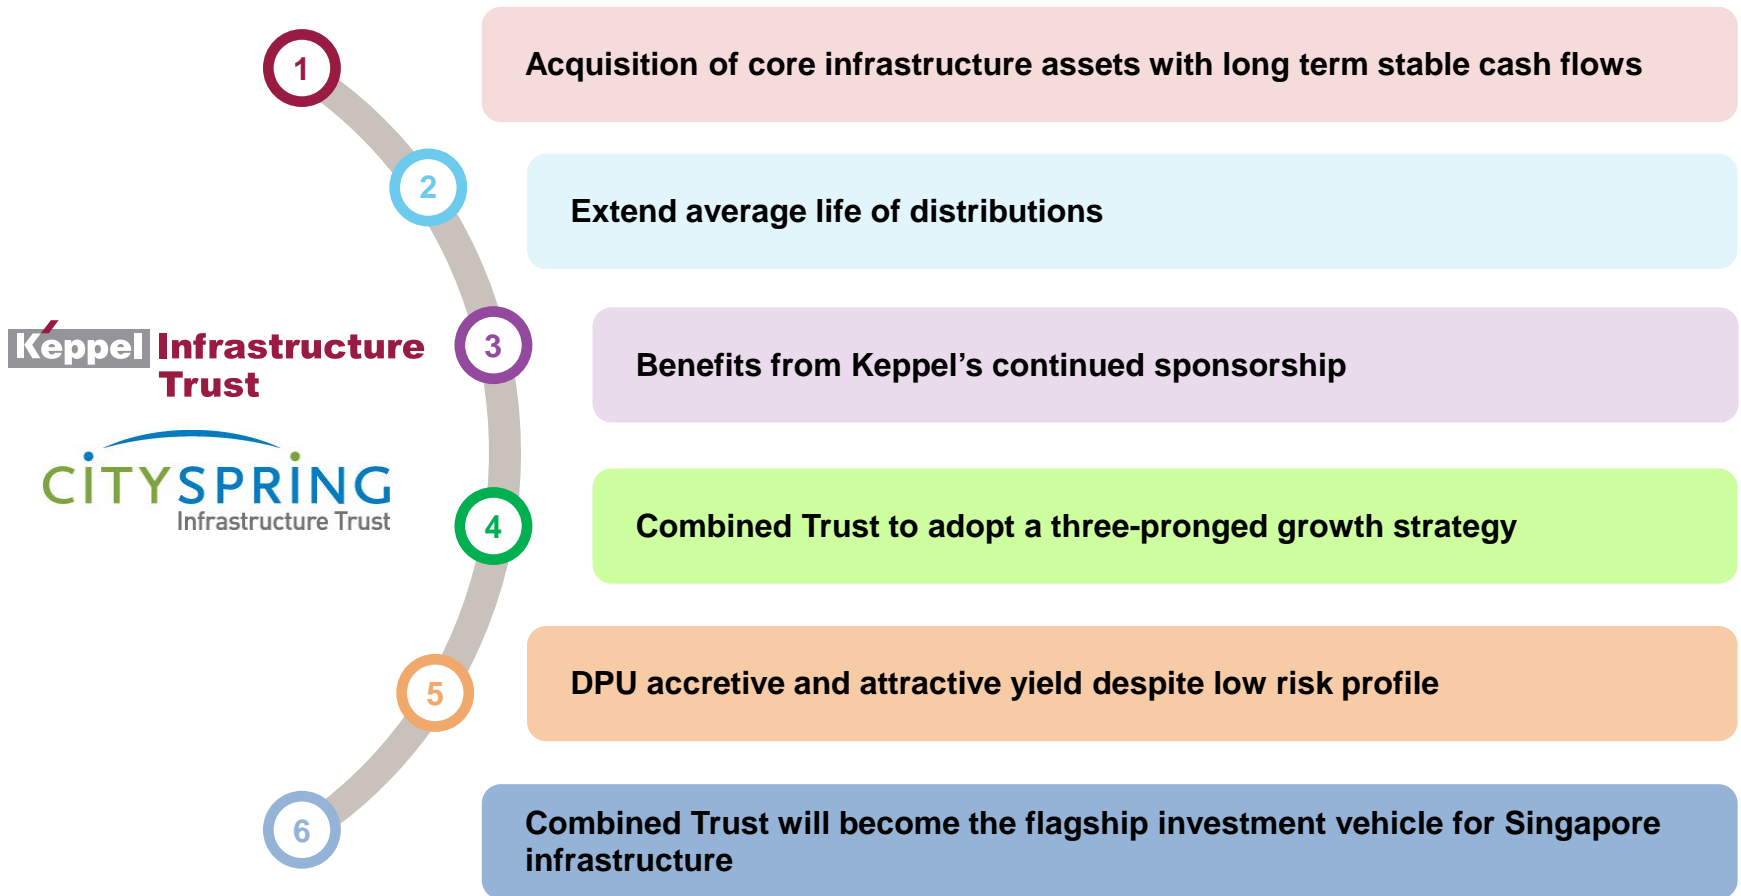 1
Acquisition of core infrastructure assets with long term stable cash flows
2
Extend average life of distributions
Keppel Infrastructure
Trust
3
Benefits from Keppel’s continued sponsorship
CiTYSPRiNG
Infrastructure Trust
4
Combined Trust to adopt a three-pronged growth strategy
5
DPU accretive and attractive yield despite low risk profile
6
Combined Trust will become the flagship investment vehicle for Singapore
infrastructure